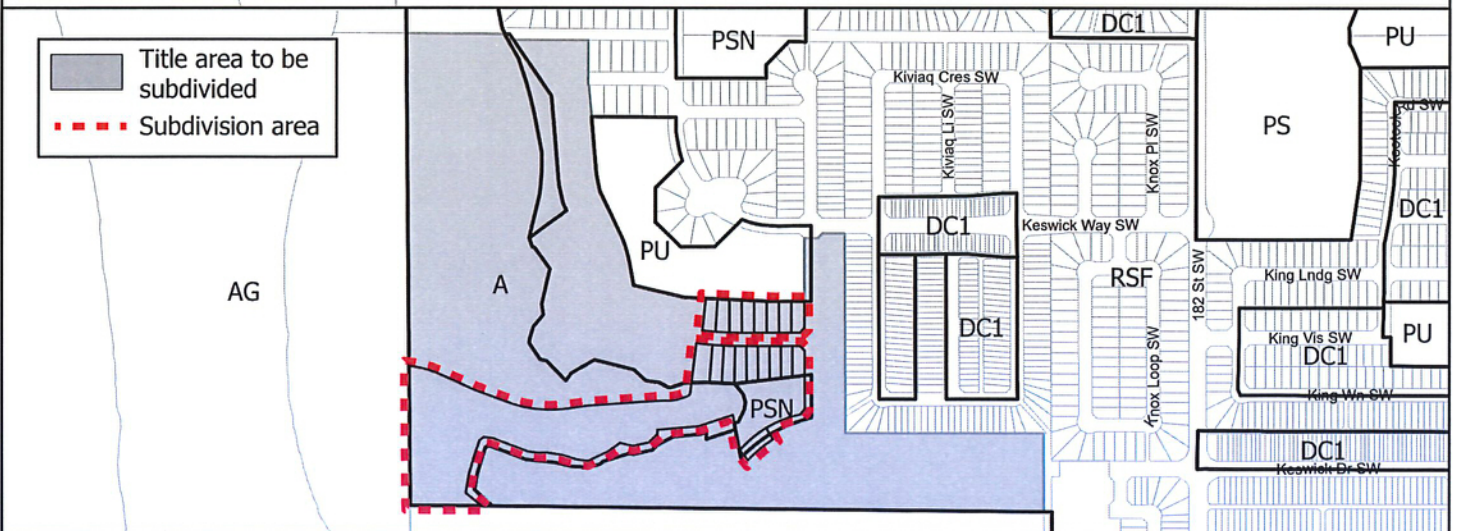 Title area to be
subdivided
Subdivision area
PSN
DC1
PU
Kiviaq Cres SW
Kiviaq Li SW
Knox Pl SW
PS
DC1
DC1
Keswick Way SW
PU
A
AG
RSF
182 St SW
King Lndg SW
DC1
PU
King Vis SW
DC1
Knox Loop SW
King Wn SW
PSN
DC1
Keswick Dr SW